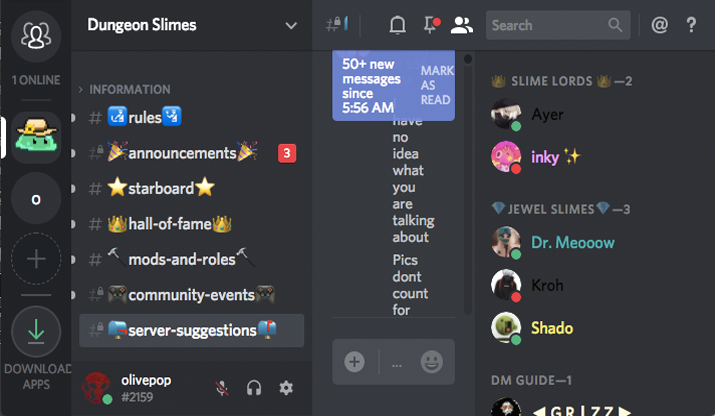 1 ONLINE
O
DOWNLOAD
APPS
Dungeon Slimes
INFORMATION
# rules
# announcements 3
# starboard
# hall-of-fame
# mods-and-roles
# community-events
# server-suggestions
olivepop
#2159
Search
@ ?
50+ new
messages
since
5:56 AM
MARK
AS
READ
have
no
idea
what
you
are
talking
about
Pics
dont
count
for
...
SLIME LORDS —2
Ayer
inky ✨
JEWEL SLIMES —3
Dr. Meooow
Kroh
Shado
DM GUIDE—1
◀ G R I Z Z ▶